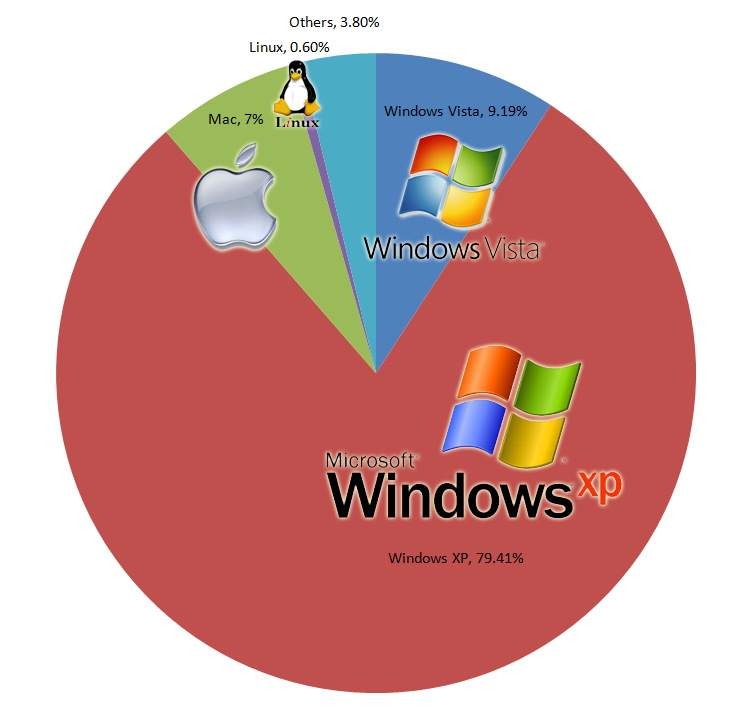 Others, 3.80%
Linux, 0.60%
Windows Vista, 9.19%
Mac, 7%
Linux
Windows Vista
Microsoft
Windows xp
Windows XP, 79.41%